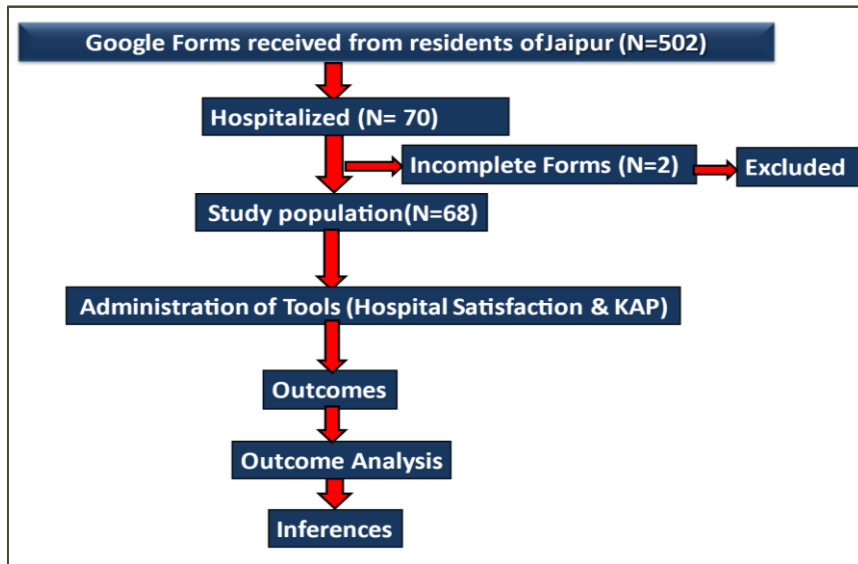 Google Forms received from residents ofJaipur (N=502)
Hospitalized (N= 70)
Incomplete Forms (N=2)
Excluded
Study population(N=68)
Administration of Tools (Hospital Satisfaction & KAP)
Outcomes
Outcome Analysis
Inferences